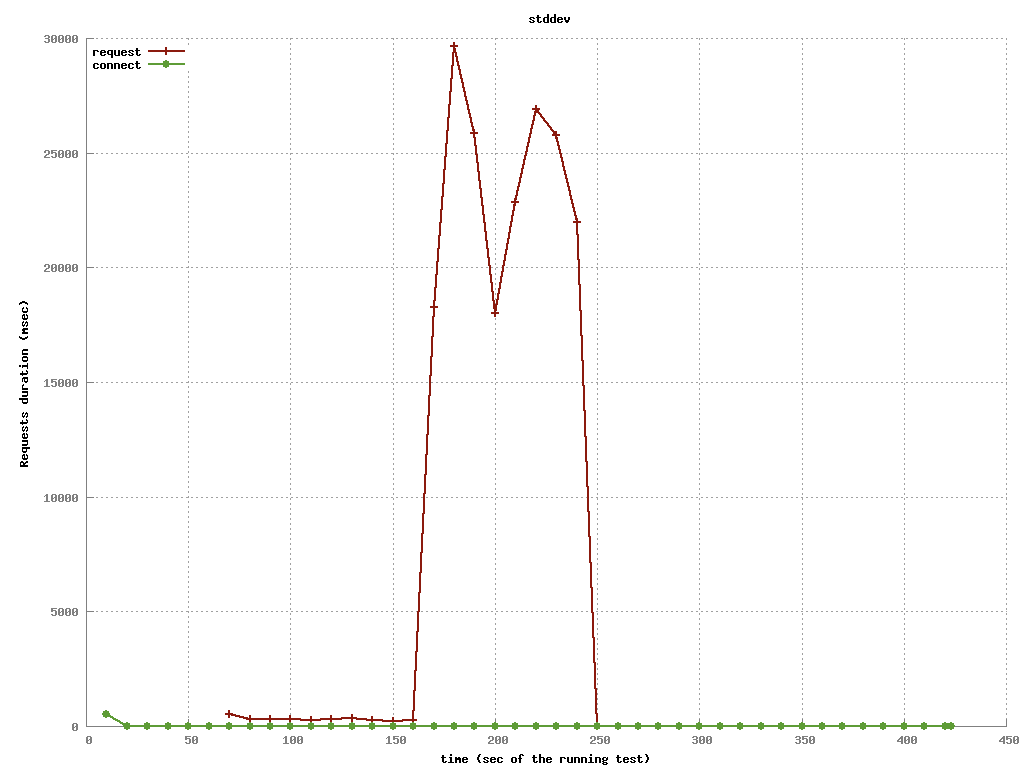 stddev
request
connect
30000
25000
20000
15000
10000
5000
0
Requests duration (msec)
0 50 100 150 200 250 300 350 400 450
time (sec of the running test)